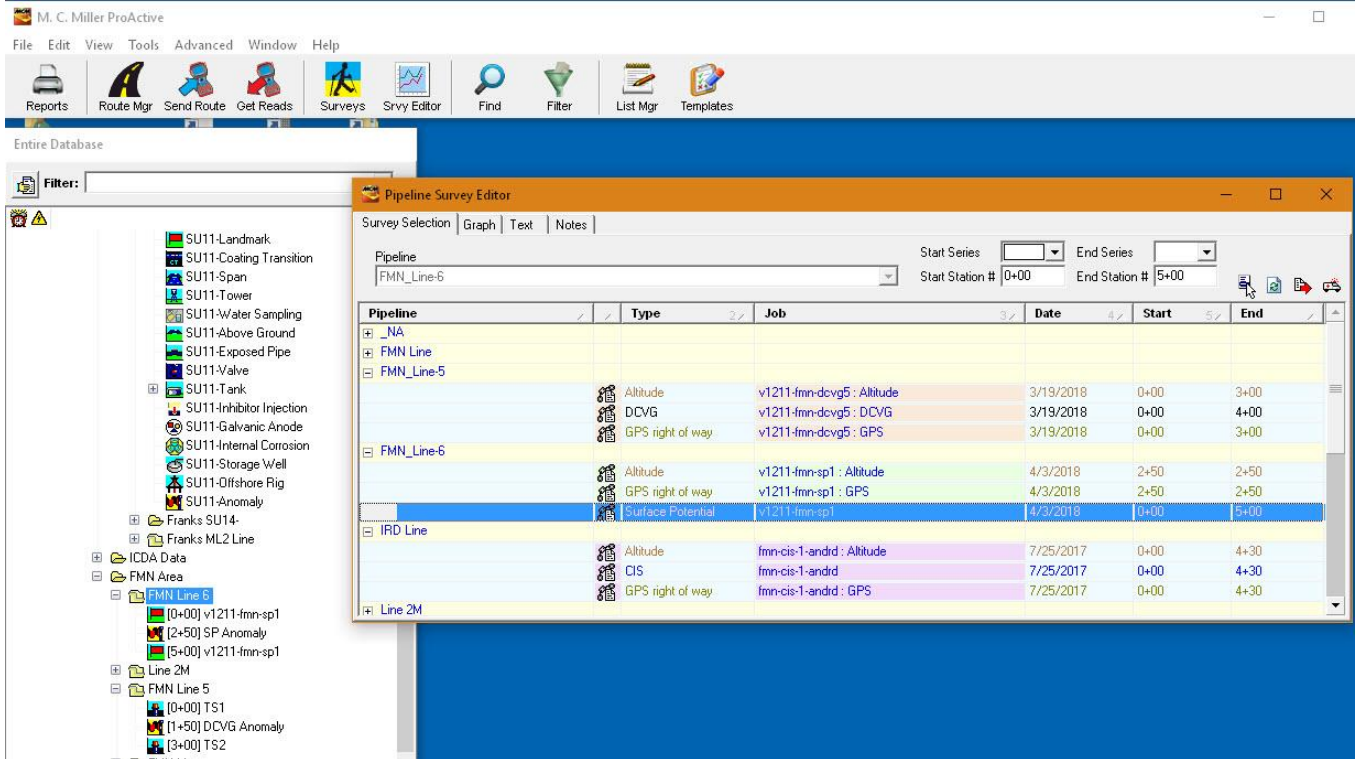 M. C. Miller ProActive
File Edit View Tools Advanced Window Help
Reports Route Mgr Send Route Get Reads Surveys Srvy Editor Find Filter List Mgr Templates
Entire Database
Filter:
SU11-Landmark
SU11-Coating Transition
SU11-Span
SU11-Tower
SU11-Water Sampling
SU11-Above Ground
SU11-Exposed Pipe
SU11-Valve
SU11-Tank
SU11-Inhibitor Injection
SU11-Galvanic Anode
SU11-Internal Corrosion
SU11-Storage Well
SU11-Offshore Rig
SU11-Anomaly
Franks SU14-
Franks ML2 Line
ICDA Data
FMN Area
FMN Line 6
[0+00] v1211-fmn-sp1
[2+50] SP Anomaly
[5+00] v1211-fmn-sp1
Line 2M
FMN Line 5
[0+00] TS1
[1+50] DCVG Anomaly
[3+00] TS2
Pipeline Survey Editor
Survey Selection Graph Text Notes
Pipeline
FMN_Line-6
Start Series End Series
Start Station # 0+00 End Station # 5+00
Pipeline Type 2 Job 3 Date 4 Start 5 End
_NA
FMN Line
FMN_Line-5
Altitude v1211-fmn-dcvg5 : Altitude 3/19/2018 0+00 3+00
DCVG v1211-fmn-dcvg5 : DCVG 3/19/2018 0+00 4+00
GPS right of way v1211-fmn-dcvg5 : GPS 3/19/2018 0+00 3+00
FMN_Line-6
Altitude v1211-fmn-sp1 : Altitude 4/3/2018 2+50 2+50
GPS right of way v1211-fmn-sp1 : GPS 4/3/2018 2+50 2+50
Surface Potential v1211-fmn-sp1 4/3/2018 0+00 5+00
IRD Line
Altitude fmn-cis-1-andrd : Altitude 7/25/2017 0+00 4+30
CIS fmn-cis-1-andrd 7/25/2017 0+00 4+30
GPS right of way fmn-cis-1-andrd : GPS 7/25/2017 0+00 4+30
Line 2M